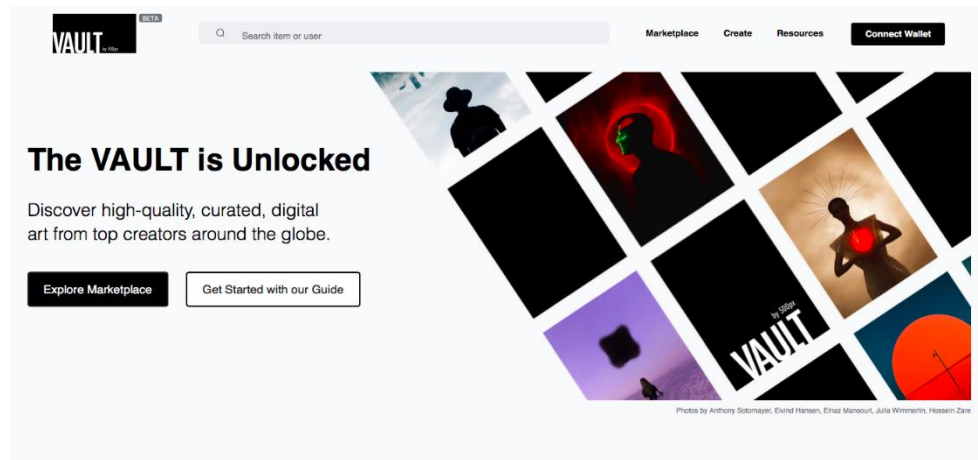 BETA
VAULT
by 500px
Search item or user
Marketplace
Create
Resources
Connect Wallet
The VAULT is Unlocked
Discover high-quality, curated, digital
art from top creators around the globe.
Explore Marketplace
Get Started with our Guide
by 500px
VAULT
Photos by Anthony Sotomayer, Eivind Hansen, Elnaz Mansouri, Julia Wimmerlin, Hossein Zare